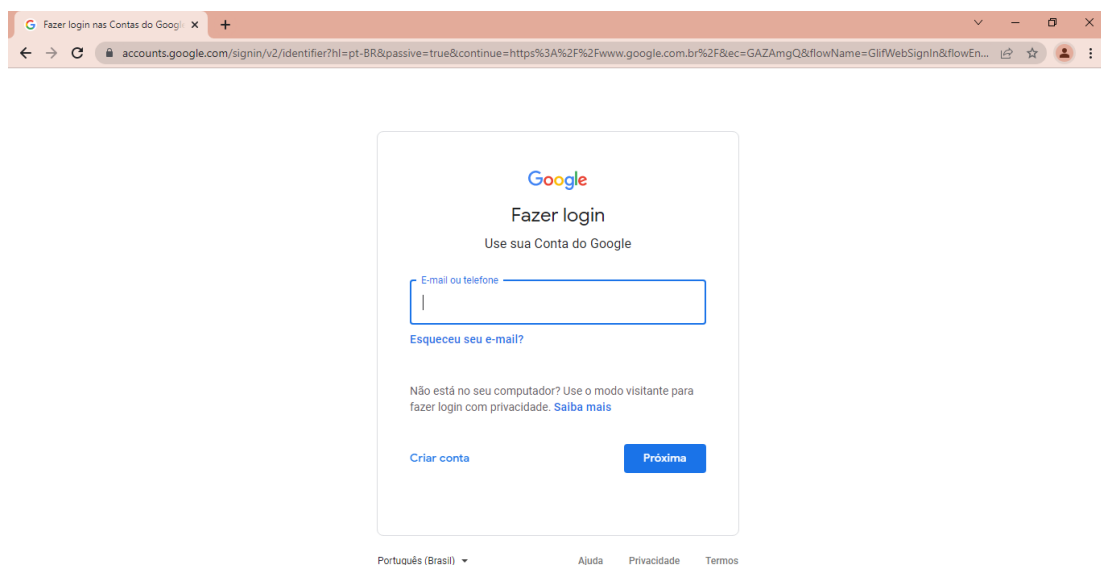 Fazer login nas Contas do Googl
accounts.google.com/signin/v2/identifier?hl=pt-BR&passive=true&continue=https%3A%2F%2Fwww.google.com.br%2F&ec=GAZAmgQ&flowName=GlifWebSignIn&flowEn...
Google
Fazer login
Use sua Conta do Google
E-mail ou telefone
Esqueceu seu e-mail?
Não está no seu computador? Use o modo visitante para
fazer login com privacidade. Saiba mais
Criar conta
Próxima
Português (Brasil) Ajuda Privacidade Termos